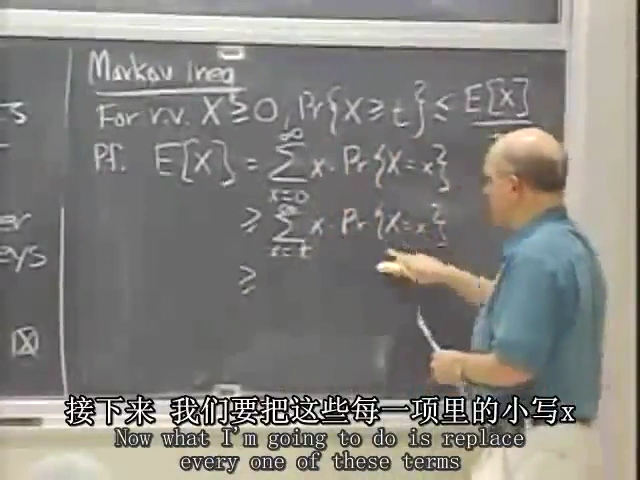 Markov Ineq
For r.v. X ≥ 0, Pr{X ≥ t} ≤ E[X]
Pf. E[X] = ∑ x=0 ∞ x · Pr{X=x}
≥ ∑ x=t ∞ x · Pr{X=x}
≥
eys
接下来 我们要把这些每一项里的小写x
Now what I'm going to do is replace
every one of these terms